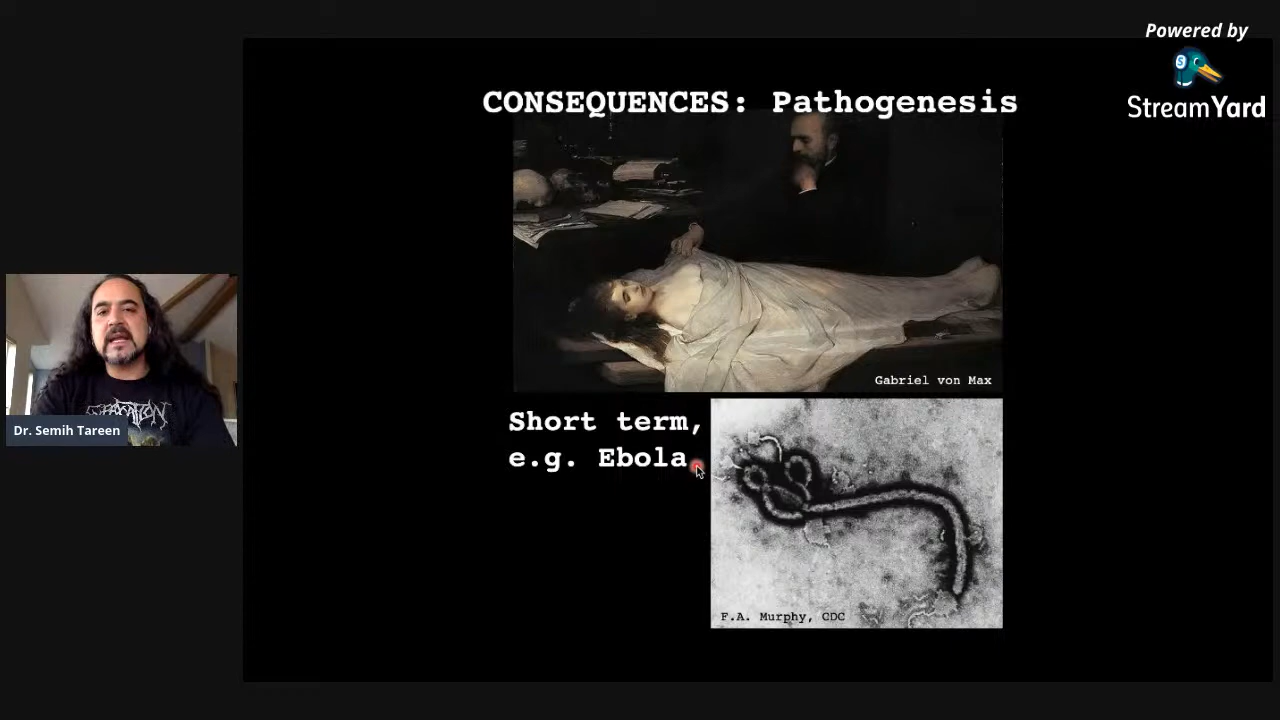 Powered by
StreamYard
CONSEQUENCES: Pathogenesis
Gabriel von Max
Short term,
e.g. Ebola
F.A. Murphy, CDC
Dr. Semih Tareen